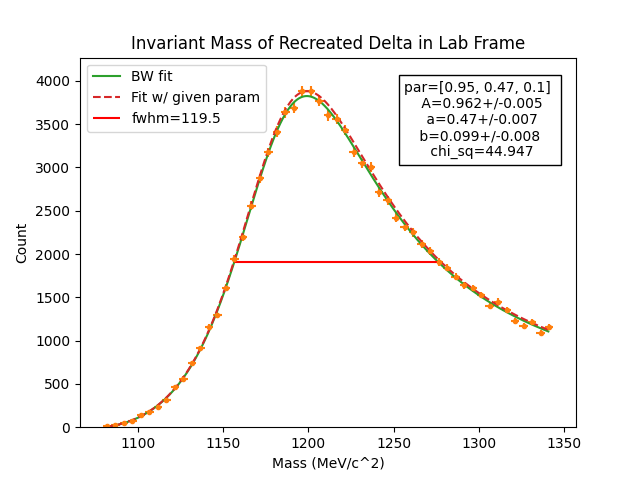 Invariant Mass of Recreated Delta in Lab Frame
BW fit
Fit w/ given param
fwhm=119.5
par=[0.95, 0.47, 0.1]
A=0.962+/-0.005
a=0.47+/-0.007
b=0.099+/-0.008
chi_sq=44.947
Count
4000
3500
3000
2500
2000
1500
1000
500
0
1100
1150
1200
1250
1300
1350
Mass (MeV/c^2)